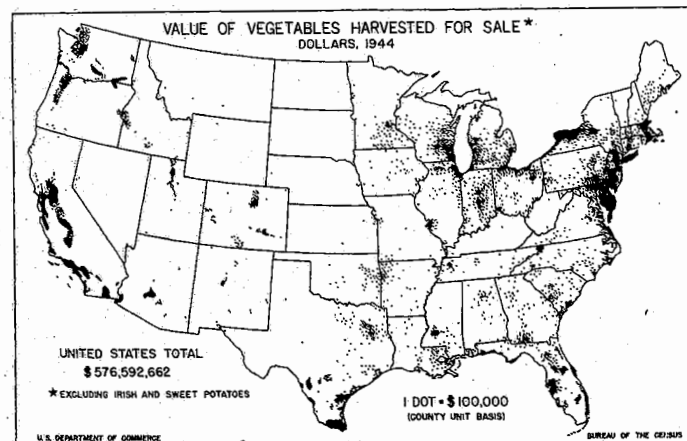 VALUE OF VEGETABLES HARVESTED FOR SALE*
DOLLARS, 1944
UNITED STATES TOTAL
$576,592,662
*EXCLUDING IRISH AND SWEET POTATOES
1 DOT = $100,000
(COUNTY UNIT BASIS)
U. S. DEPARTMENT OF COMMERCE
BUREAU OF THE CENSUS